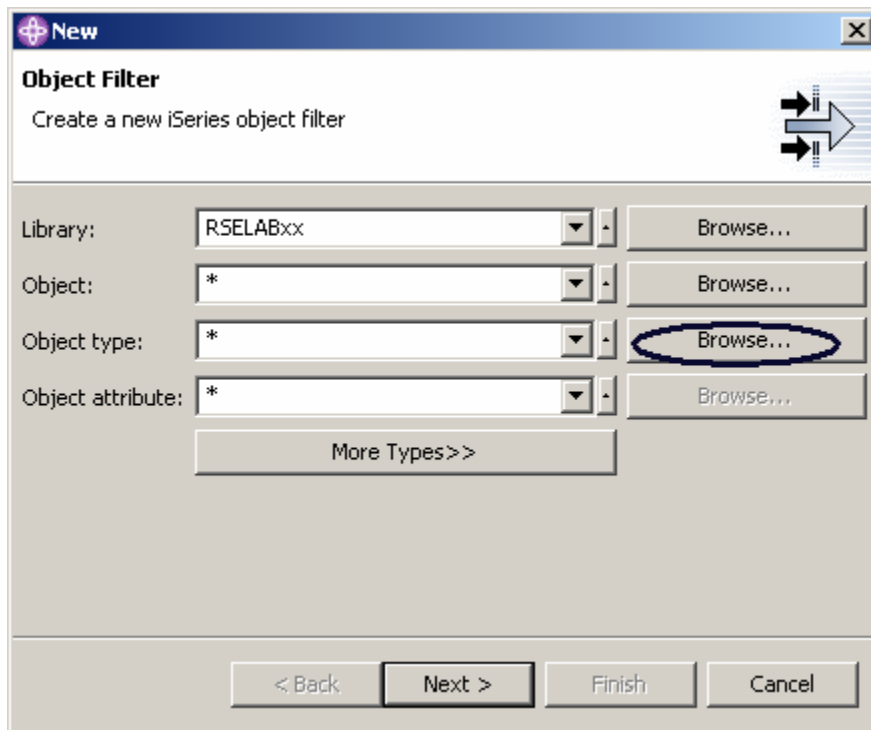 New
Object Filter
Create a new iSeries object filter
Library: RSELABxx Browse...
Object: * Browse...
Object type: * Browse...
Object attribute: * Browse...
More Types>>
< Back Next > Finish Cancel